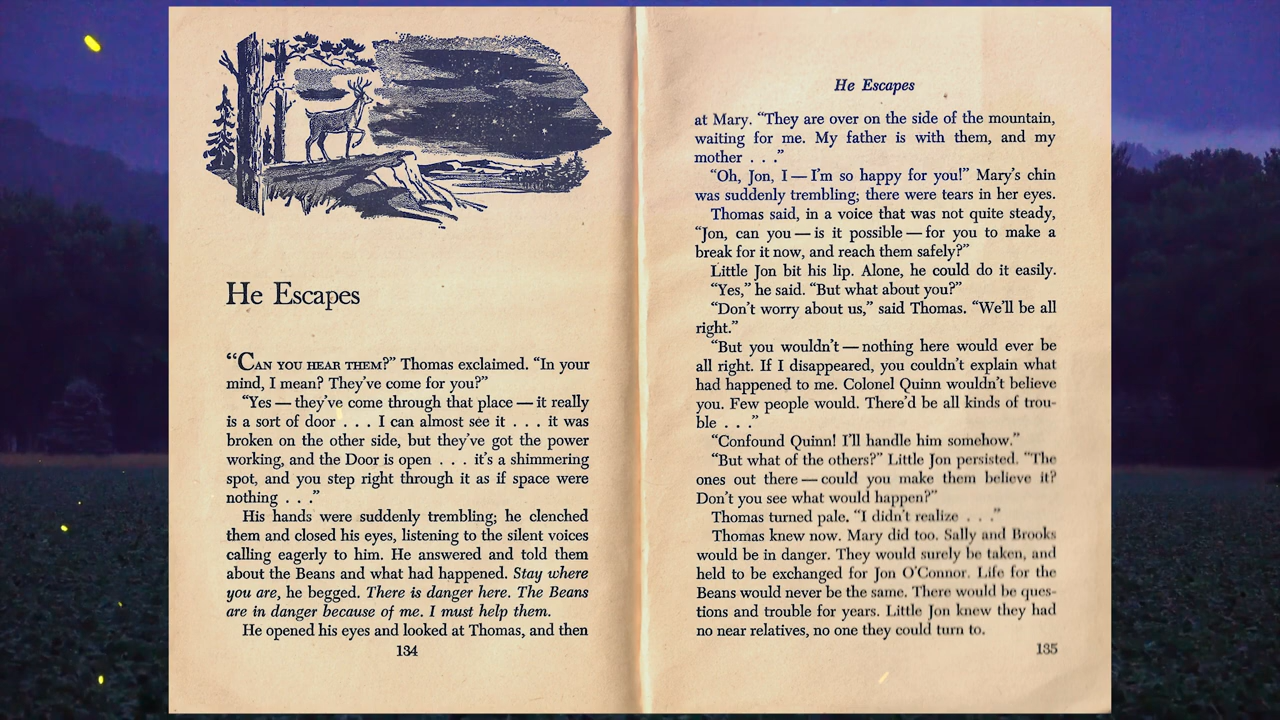 He Escapes
“CAN YOU HEAR THEM?” Thomas exclaimed. “In your
mind, I mean? They’ve come for you?”
“Yes — they’ve come through that place — it really
is a sort of door . . . I can almost see it . . . it was
broken on the other side, but they’ve got the power
working, and the Door is open . . . it’s a shimmering
spot, and you step right through it as if space were
nothing . . .”
His hands were suddenly trembling; he clenched
them and closed his eyes, listening to the silent voices
calling eagerly to him. He answered and told them
about the Beans and what had happened. Stay where
you are, he begged. There is danger here. The Beans
are in danger because of me. I must help them.
He opened his eyes and looked at Thomas, and then
134
He Escapes
at Mary. “They are over on the side of the mountain,
waiting for me. My father is with them, and my
mother . . .”
“Oh, Jon, I — I’m so happy for you!” Mary’s chin
was suddenly trembling; there were tears in her eyes.
Thomas said, in a voice that was not quite steady,
“Jon, can you — is it possible — for you to make a
break for it now, and reach them safely?”
Little Jon bit his lip. Alone, he could do it easily.
“Yes,” he said. “But what about you?”
“Don’t worry about us,” said Thomas. “We’ll be all
right.”
“But you wouldn’t — nothing here would ever be
all right. If I disappeared, you couldn’t explain what
had happened to me. Colonel Quinn wouldn’t believe
you. Few people would. There’d be all kinds of trou-
ble . . .”
“Confound Quinn! I’ll handle him somehow.”
“But what of the others?” Little Jon persisted. “The
ones out there — could you make them believe it?
Don’t you see what would happen?”
Thomas turned pale. “I didn’t realize . . .”
Thomas knew now. Mary did too. Sally and Brooks
would be in danger. They would surely be taken, and
held to be exchanged for Jon O’Connor. Life for the
Beans would never be the same. There would be ques-
tions and trouble for years. Little Jon knew they had
no near relatives, no one they could turn to.
135